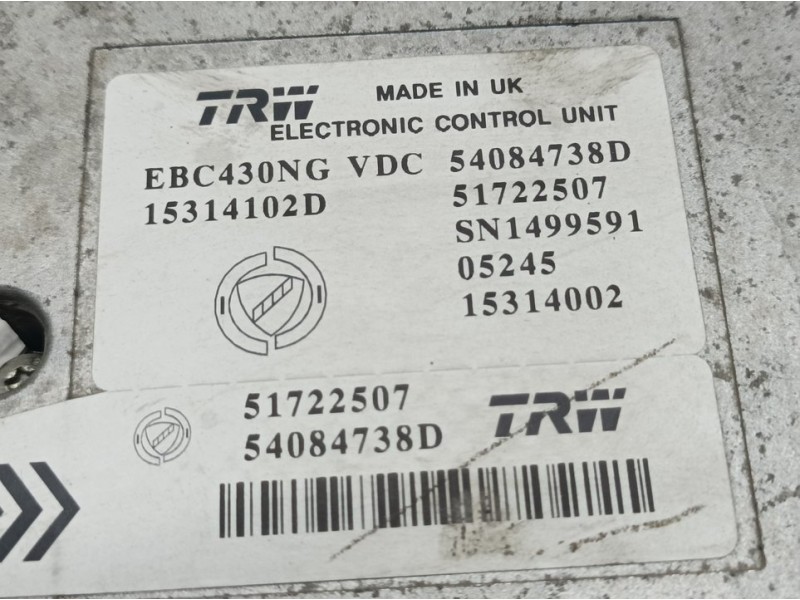 TRW MADE IN UK
ELECTRONIC CONTROL UNIT
EBC430NG VDC 54084738D
15314102D 51722507
SN1499591
05245
15314002
51722507 TRW
54084738D